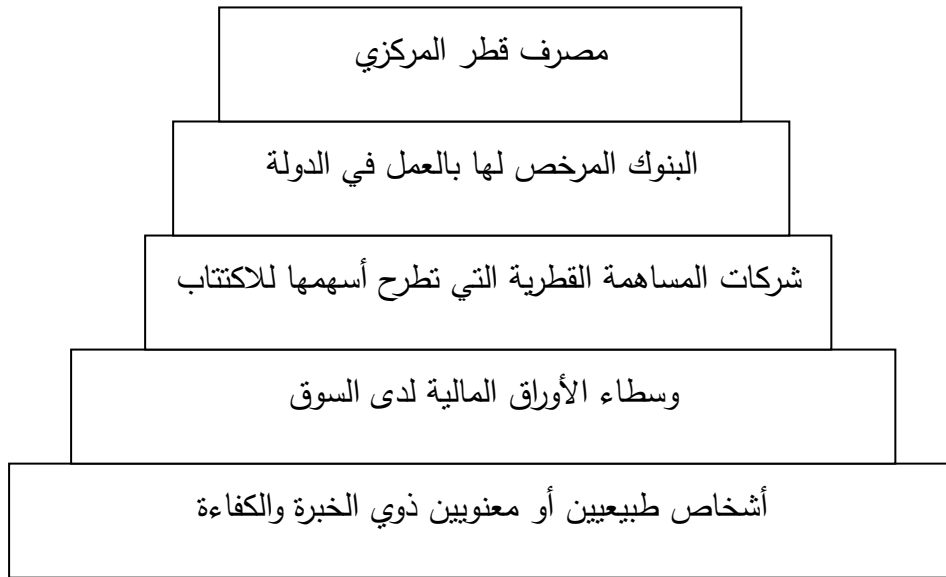 مصرف قطر المركزي
البنوك المرخص لها بالعمل في الدولة
شركات المساهمة القطرية التي تطرح أسهمها للاكتتاب
وسطاء الأوراق المالية لدى السوق
أشخاص طبيعيين أو معنويين ذوي الخبرة والكفاءة